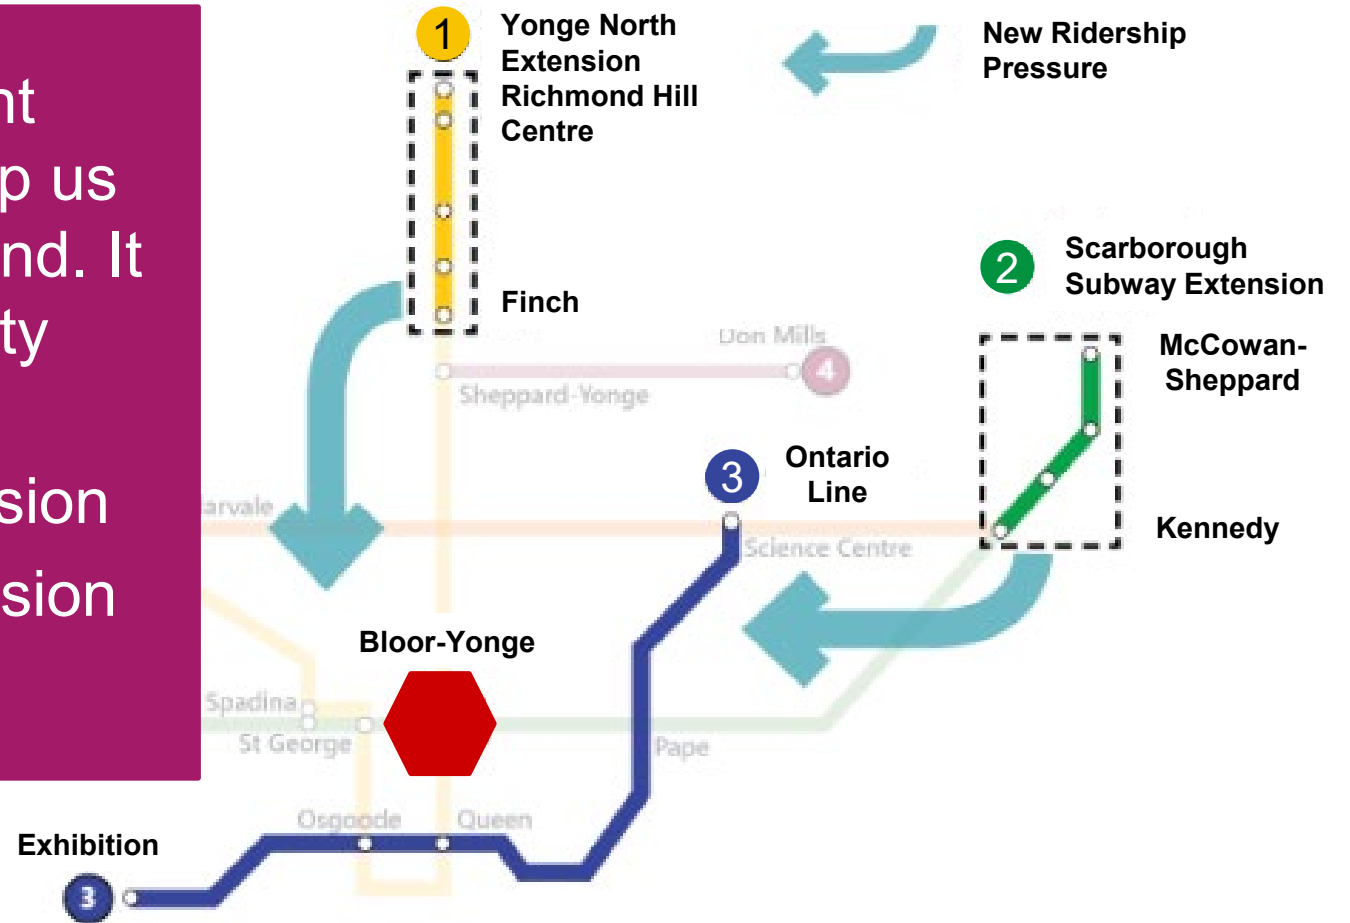 nt
p us
nd. It
ty
sion
sion
1
Yonge North
Extension
Richmond Hill
Centre
New Ridership
Pressure
2
Scarborough
Subway Extension
Finch
Don Mills
4
Sheppard-Yonge
McCowan-
Sheppard
3
Ontario
Line
arvale
Science Centre
Kennedy
Bloor-Yonge
Spadina
St George
Pape
Osgoode
Queen
Exhibition
3